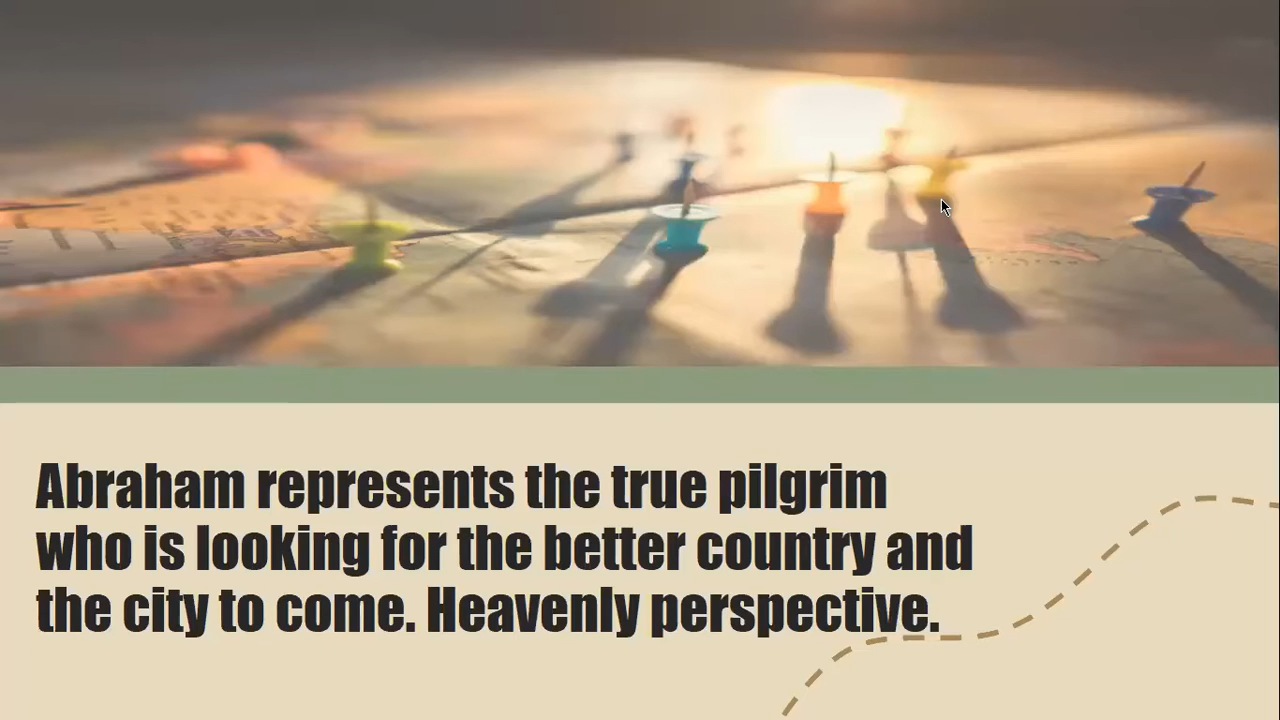 Abraham represents the true pilgrim
who is looking for the better country and
the city to come. Heavenly perspective.